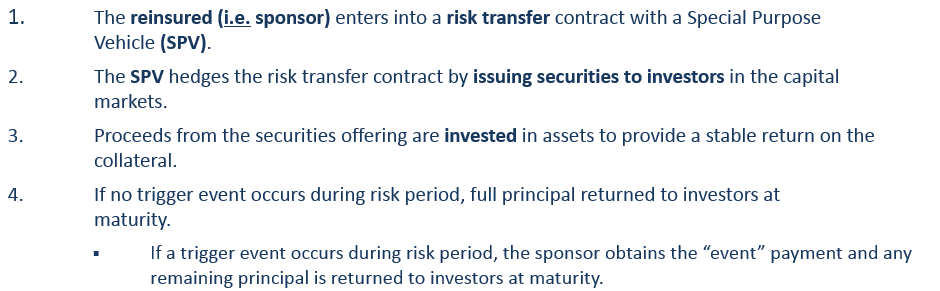 1. The reinsured (i.e. sponsor) enters into a risk transfer contract with a Special Purpose
Vehicle (SPV).
2. The SPV hedges the risk transfer contract by issuing securities to investors in the capital
markets.
3. Proceeds from the securities offering are invested in assets to provide a stable return on the
collateral.
4. If no trigger event occurs during risk period, full principal returned to investors at
maturity.
▪ If a trigger event occurs during risk period, the sponsor obtains the “event” payment and any
remaining principal is returned to investors at maturity.